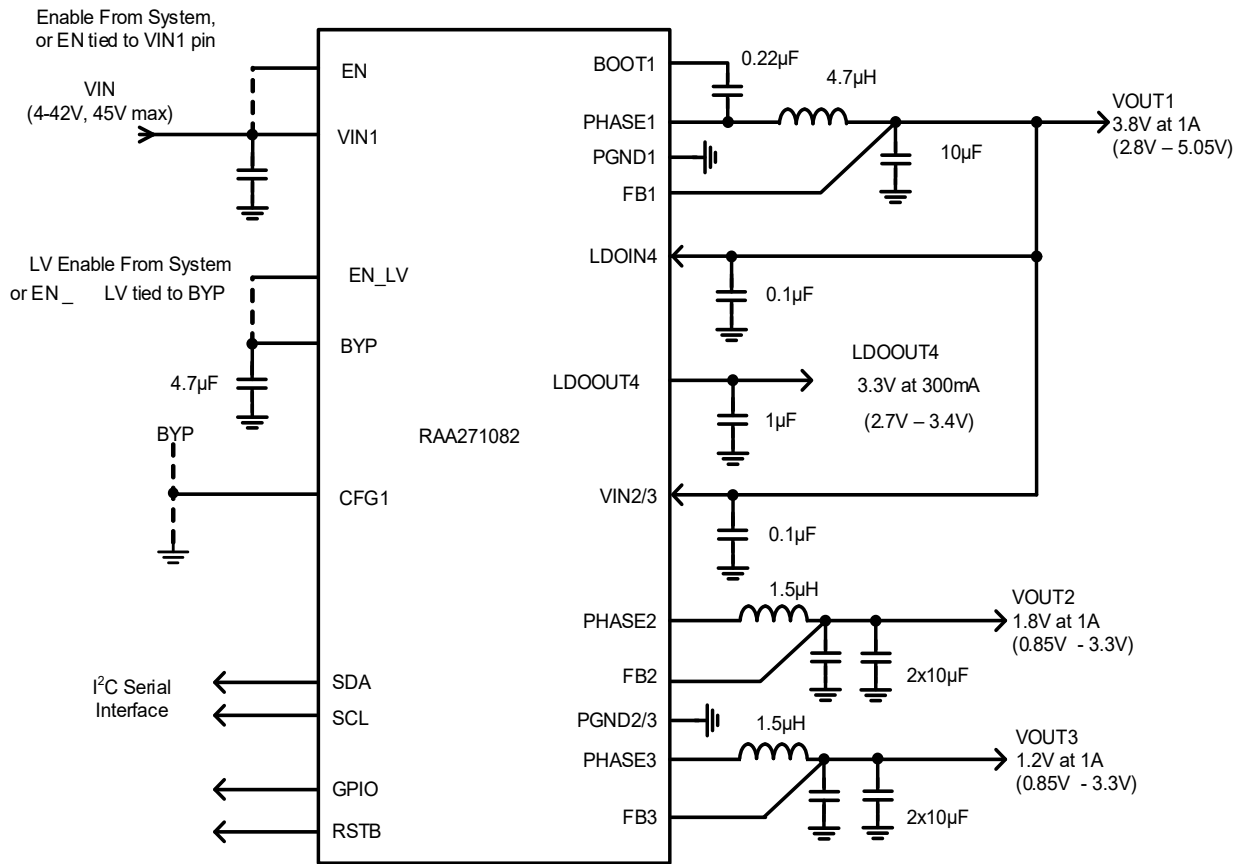 Enable From System,
or EN tied to VIN1 pin
VIN
(4-42V, 45V max)
EN
VIN1
LV Enable From System
or EN_ LV tied to BYP
EN_LV
BYP
4.7µF
BYP
CFG1
I²C Serial
Interface
SDA
SCL
GPIO
RSTB
RAA271082
BOOT1
0.22µF
4.7µH
PHASE1
VOUT1
3.8V at 1A
(2.8V – 5.05V)
PGND1
10µF
FB1
LDOIN4
0.1µF
LDOOUT4
LDOOUT4
3.3V at 300mA
(2.7V – 3.4V)
1µF
VIN2/3
0.1µF
1.5µH
PHASE2
VOUT2
1.8V at 1A
(0.85V - 3.3V)
FB2
2x10µF
PGND2/3
1.5µH
PHASE3
VOUT3
1.2V at 1A
(0.85V - 3.3V)
FB3
2x10µF